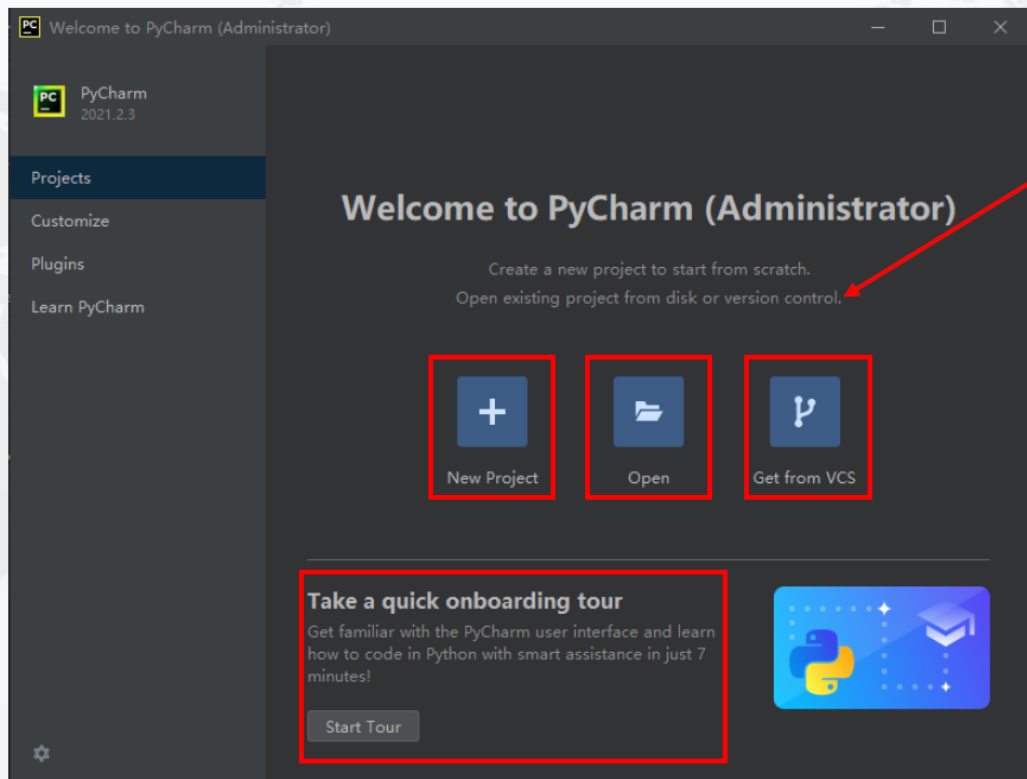 PC
Welcome to PyCharm (Administrator)
PC
PyCharm
2021.2.3
Projects
Customize
Plugins
Learn PyCharm
Welcome to PyCharm (Administrator)
Create a new project to start from scratch.
Open existing project from disk or version control.
New Project
Open
Get from VCS
Take a quick onboarding tour
Get familiar with the PyCharm user interface and learn
how to code in Python with smart assistance in just 7
minutes!
Start Tour